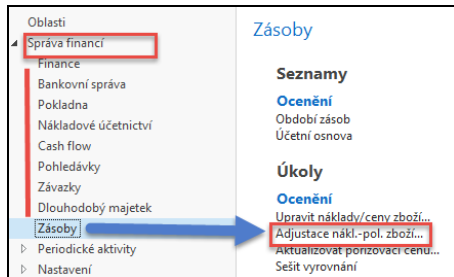 Oblasti
Správa financí
Finance
Bankovní správa
Pokladna
Nákladové účetnictví
Cash flow
Pohledávky
Závazky
Dlouhodobý majetek
Zásoby
Periodické aktivity
Nastavení
Zásoby
Seznamy
Ocenění
Období zásob
Účetní osnova
Úkoly
Ocenění
Upravit náklady/ceny zboží...
Adjustace nákl.-pol. zboží...
Aktualizovat pořizovací cenu...
Sešit vyrovnání